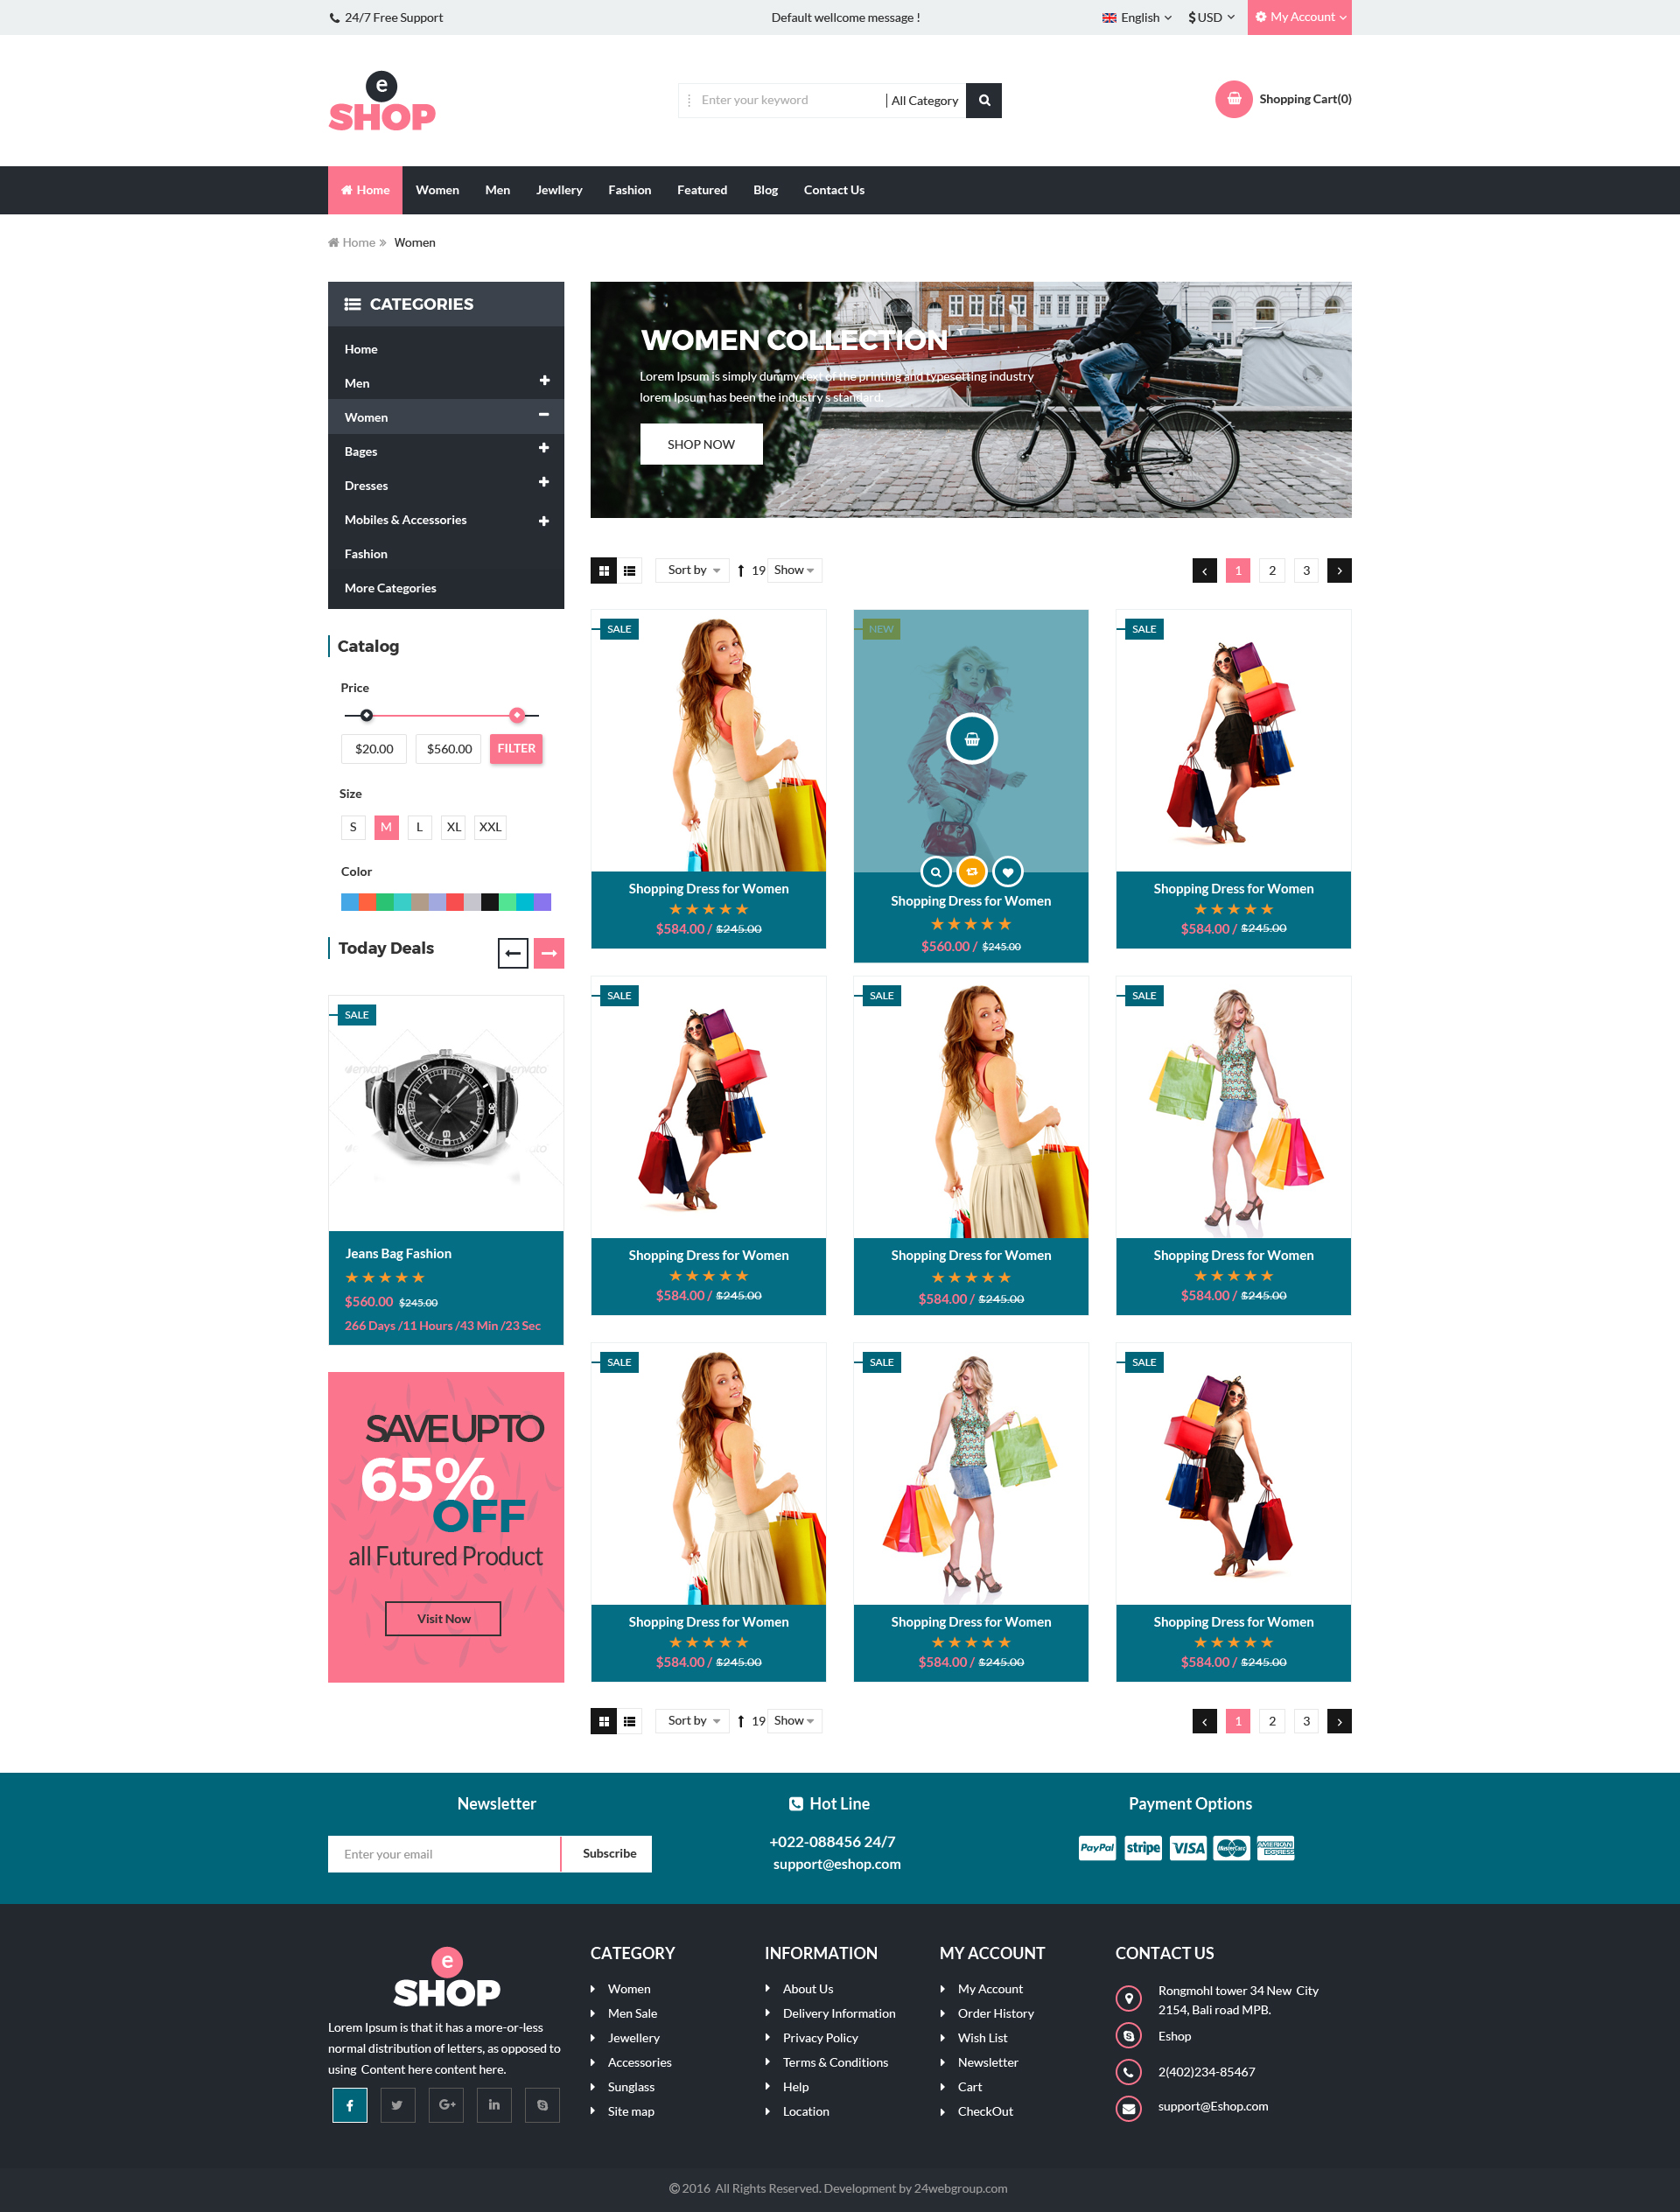 24/7 Free Support
Default wellcome message !
English
$ USD
My Account
e
SHOP
Enter your keyword
All Category
Shopping Cart(0)
Home
Women
Men
Jewllery
Fashion
Featured
Blog
Contact Us
Home » Women
CATEGORIES
Home
Men
Women
Bages
Dresses
Mobiles & Accessories
Fashion
More Categories
WOMEN COLLECTION
Lorem Ipsum is simply dummy text of the printing and typesetting industry
lorem Ipsum has been the industry s standard.
SHOP NOW
Sort by
19 Show
1 2 3
Catalog
Price
$20.00
$560.00
FILTER
Size
S M L XL XXL
Color
Today Deals
SALE
envato
envato
Jeans Bag Fashion
$560.00 $245.00
266 Days /11 Hours /43 Min /23 Sec
SAVE UP TO
65%
OFF
all Futured Product
Visit Now
SALE
Shopping Dress for Women
$584.00 / $245.00
NEW
Shopping Dress for Women
$560.00 / $245.00
SALE
Shopping Dress for Women
$584.00 / $245.00
SALE
Shopping Dress for Women
$584.00 / $245.00
SALE
Shopping Dress for Women
$584.00 / $245.00
SALE
Shopping Dress for Women
$584.00 / $245.00
SALE
Shopping Dress for Women
$584.00 / $245.00
SALE
Shopping Dress for Women
$584.00 / $245.00
SALE
Shopping Dress for Women
$584.00 / $245.00
Sort by
19 Show
1 2 3
Newsletter
Enter your email
Subscribe
Hot Line
+022-088456 24/7
support@eshop.com
Payment Options
PayPal
stripe
VISA
MasterCard
AMERICAN EXPRESS
e
SHOP
Lorem Ipsum is that it has a more-or-less
normal distribution of letters, as opposed to
using Content here content here.
CATEGORY
Women
Men Sale
Jewellery
Accessories
Sunglass
Site map
INFORMATION
About Us
Delivery Information
Privacy Policy
Terms & Conditions
Help
Location
MY ACCOUNT
My Account
Order History
Wish List
Newsletter
Cart
CheckOut
CONTACT US
Rongmohl tower 34 New City
2154, Bali road MPB.
Eshop
2(402)234-85467
support@Eshop.com
© 2016 All Rights Reserved. Development by 24webgroup.com